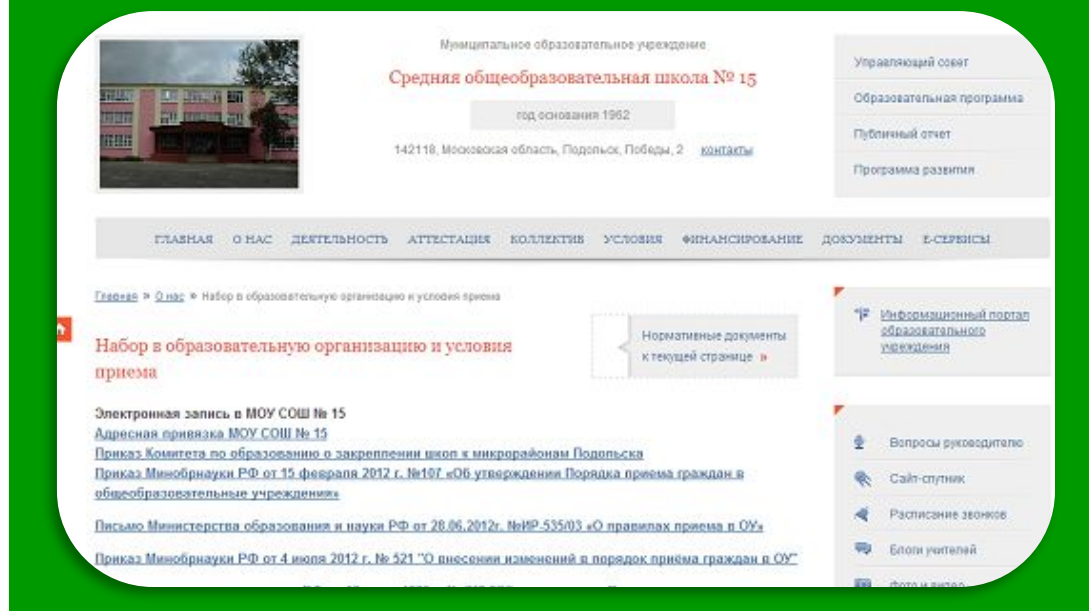 Муниципальное образовательное учреждение
Средняя общеобразовательная школа № 15
год основания 1962
142118, Московская область, Подольск, Победы, 2 контакты
Управляющий совет
Образовательная программа
Публичный отчет
Программа развития
ГЛАВНАЯ О НАС ДЕЯТЕЛЬНОСТЬ АТТЕСТАЦИЯ КОЛЛЕКТИВ УСЛОВИЯ ФИНАНСИРОВАНИЕ ДОКУМЕНТЫ Е-СЕРВИСЫ
Главная » О нас » Набор в образовательную организацию и условия приема
Набор в образовательную организацию и условия
приема
Нормативные документы
к текущей странице »
Электронная запись в МОУ СОШ № 15
Адресная привязка МОУ СОШ № 15
Приказ Комитета по образованию о закреплении школ к микрорайонам Подольска
Приказ Минобрнауки РФ от 15 февраля 2012 г. №107 «Об утверждении Порядка приема граждан в
общеобразовательные учреждения»
Письмо Министерства образования и науки РФ от 28.06.2012г. №ИР-535/03 «О правилах приема в ОУ»
Приказ Минобрнауки РФ от 4 июля 2012 г. № 521 "О внесении изменений в порядок приёма граждан в ОУ"
Информационный портал
образовательного
учреждения
Вопросы руководителю
Сайт-спутник
Расписание звонков
Блоги учителей
Фото и видео